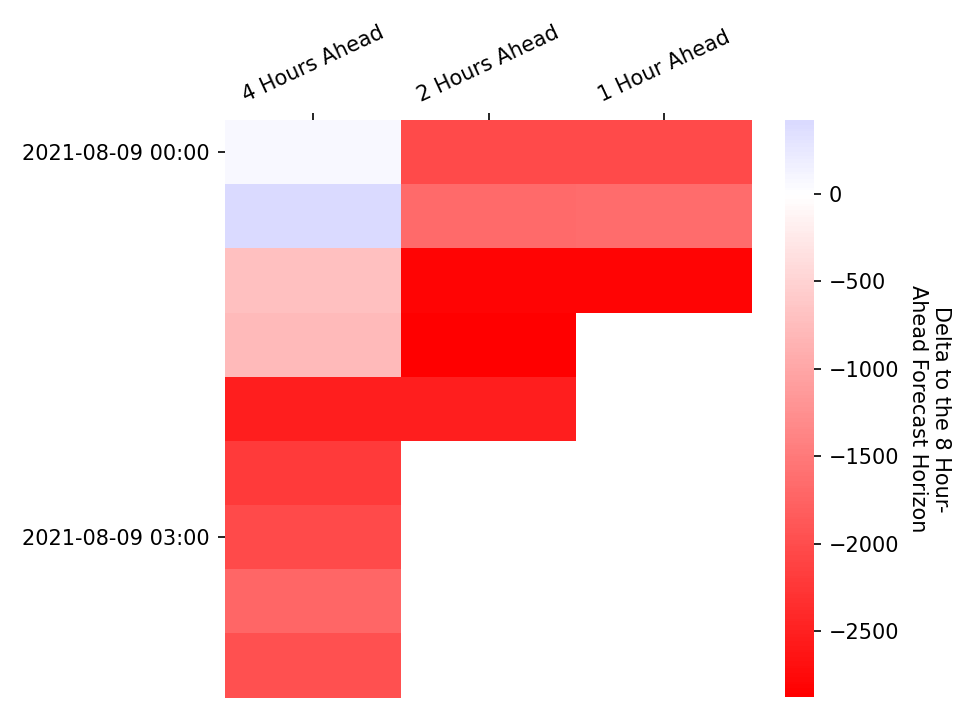 4 Hours Ahead
2 Hours Ahead
1 Hour Ahead
2021-08-09 00:00
2021-08-09 03:00
0
−500
−1000
−1500
−2000
−2500
Delta to the 8 Hour-
Ahead Forecast Horizon